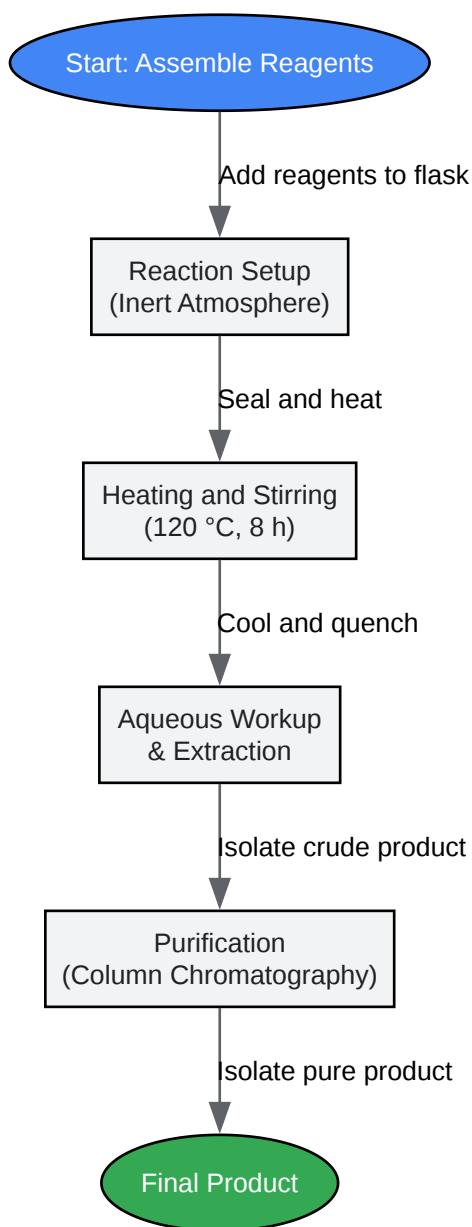 Start: Assemble Reagents
Add reagents to flask
Reaction Setup
(Inert Atmosphere)
Seal and heat
Heating and Stirring
(120 °C, 8 h)
Cool and quench
Aqueous Workup
& Extraction
Isolate crude product
Purification
(Column Chromatography)
Isolate pure product
Final Product